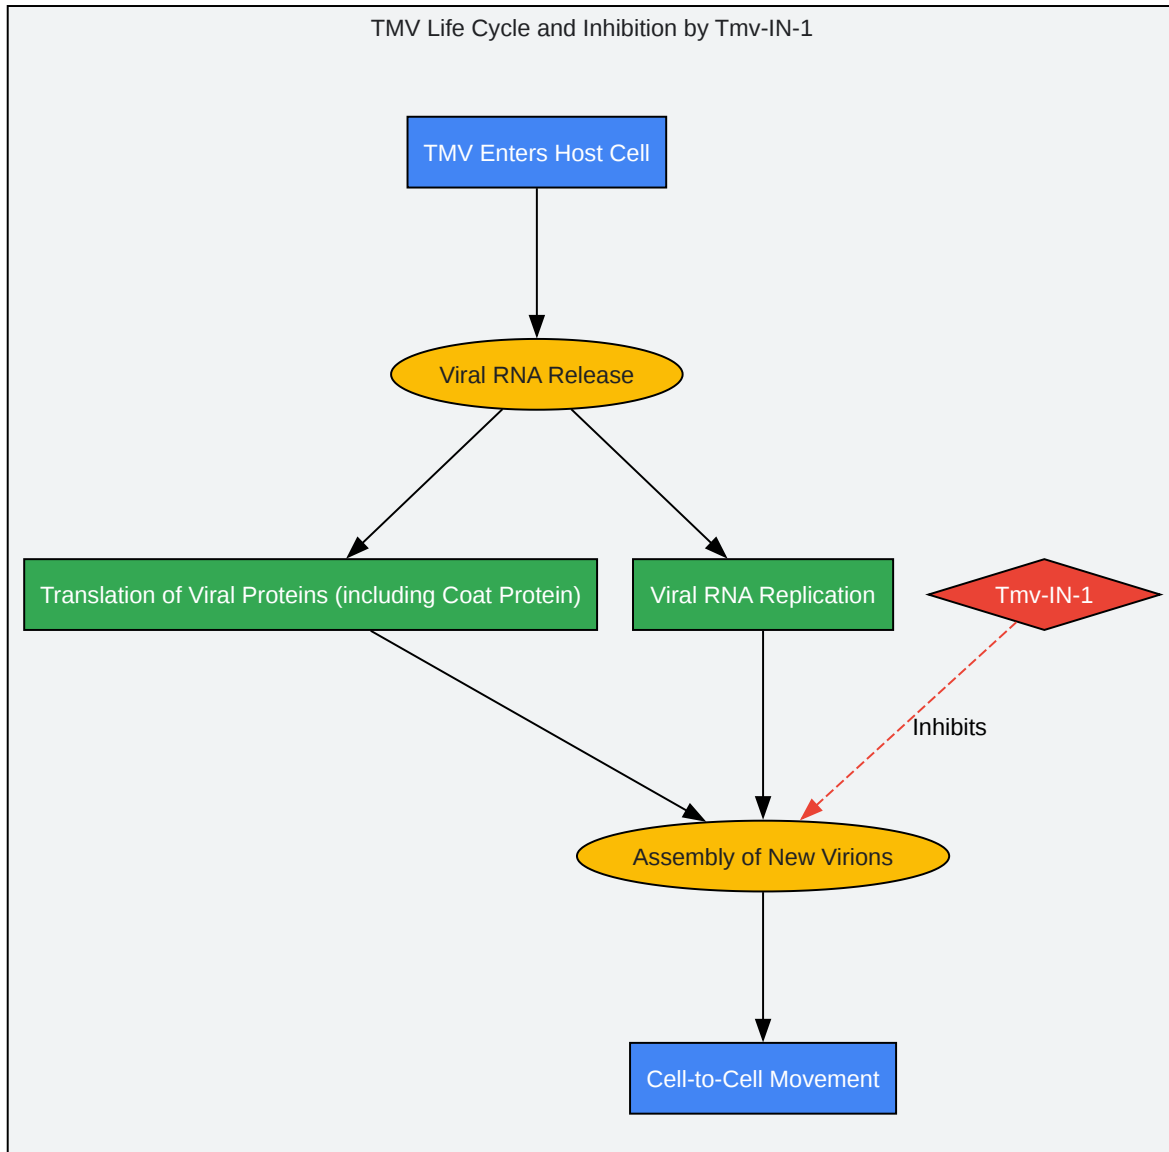 TMV Life Cycle and Inhibition by Tmv-IN-1
TMV Enters Host Cell
Viral RNA Release
Translation of Viral Proteins (including Coat Protein)
Viral RNA Replication
Tmv-IN-1
Inhibits
Assembly of New Virions
Cell-to-Cell Movement